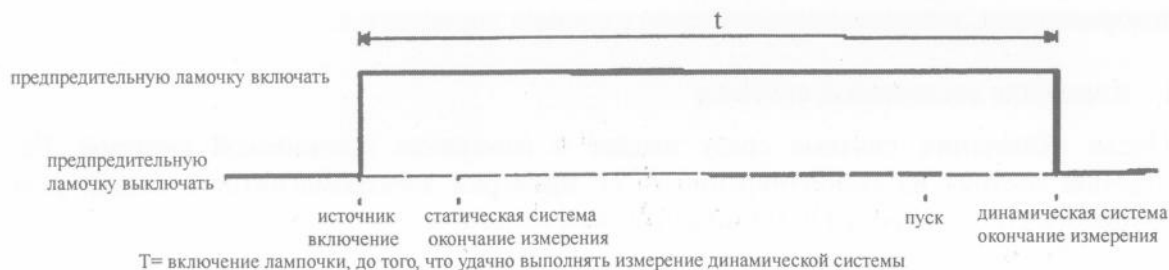 t
предпредительную ламочку включать
предпредительную
ламочку выключать
источник
включение
статическая система
окончание измерения
пуск
динамическая система
окончание измерения
T= включение лампочки, до того, что удачно выполнять измерение динамической системы